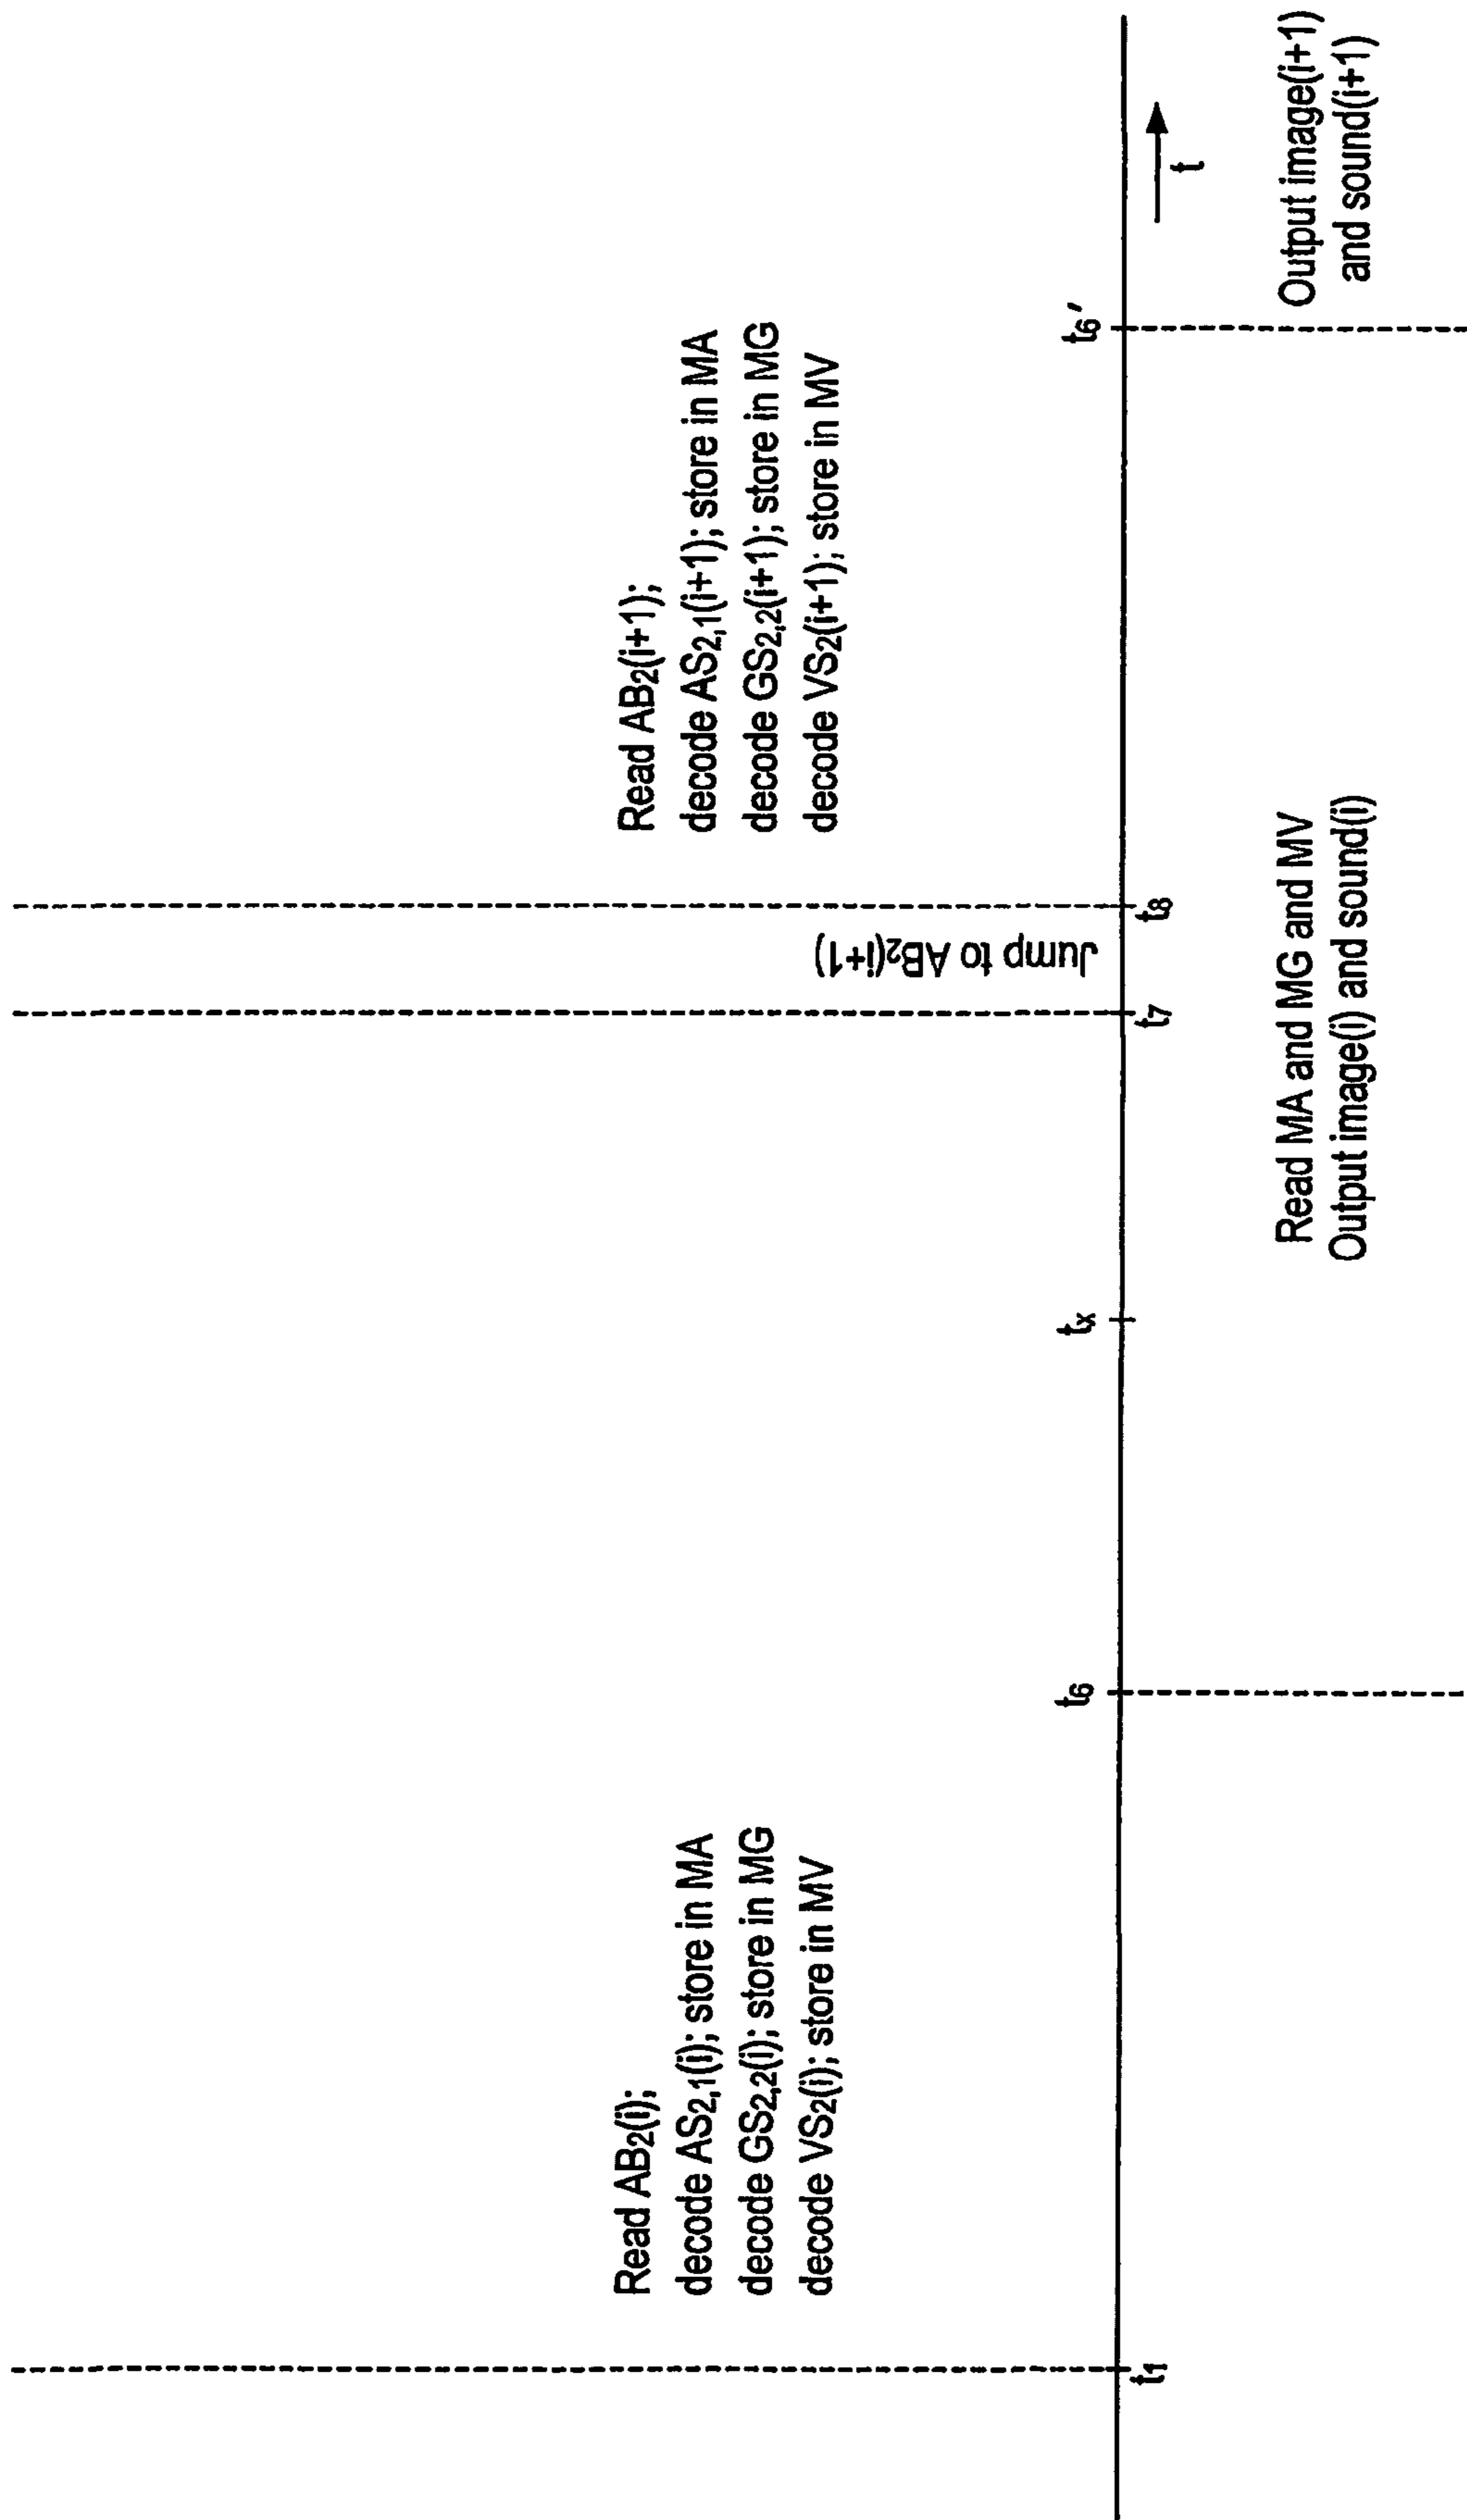 Read AB₂(i);
decode AS₂,₁(i); store in MA
decode GS₂,₂(i); store in MG
decode VS₂(i); store in MV
Jump to AB₂(i+1)
Read AB₂(i+1);
decode AS₂,₁(i+1); store in MA
decode GS₂,₂(i+1); store in MG
decode VS₂(i+1); store in MV
t₁
t₆
tₓ
t₇
t₈
t₆'
t
Read MA and MG and MV
Output image(i) and sound(i)
Output image(i+1)
and sound(i+1)